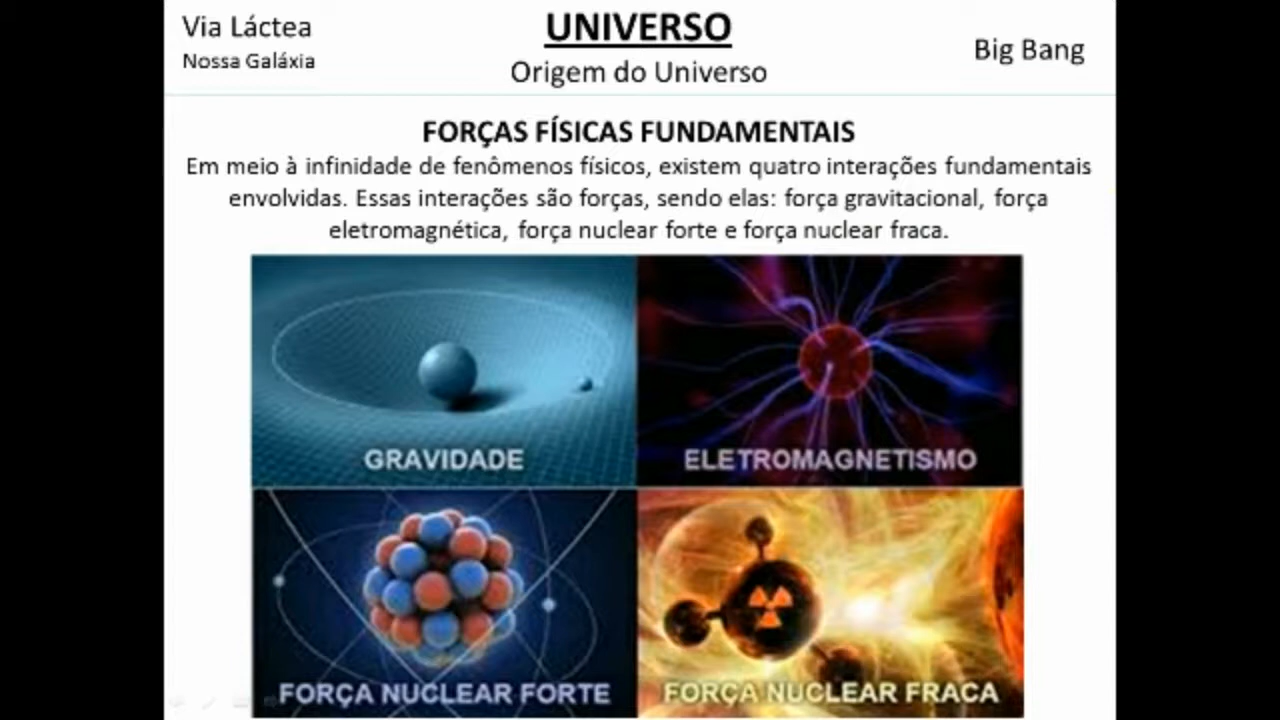 Via Láctea
Nossa Galáxia
UNIVERSO
Origem do Universo
Big Bang
FORÇAS FÍSICAS FUNDAMENTAIS
Em meio à infinidade de fenômenos físicos, existem quatro interações fundamentais
envolvidas. Essas interações são forças, sendo elas: força gravitacional, força
eletromagnética, força nuclear forte e força nuclear fraca.
GRAVIDADE
ELETROMAGNETISMO
FORÇA NUCLEAR FORTE
FORÇA NUCLEAR FRACA